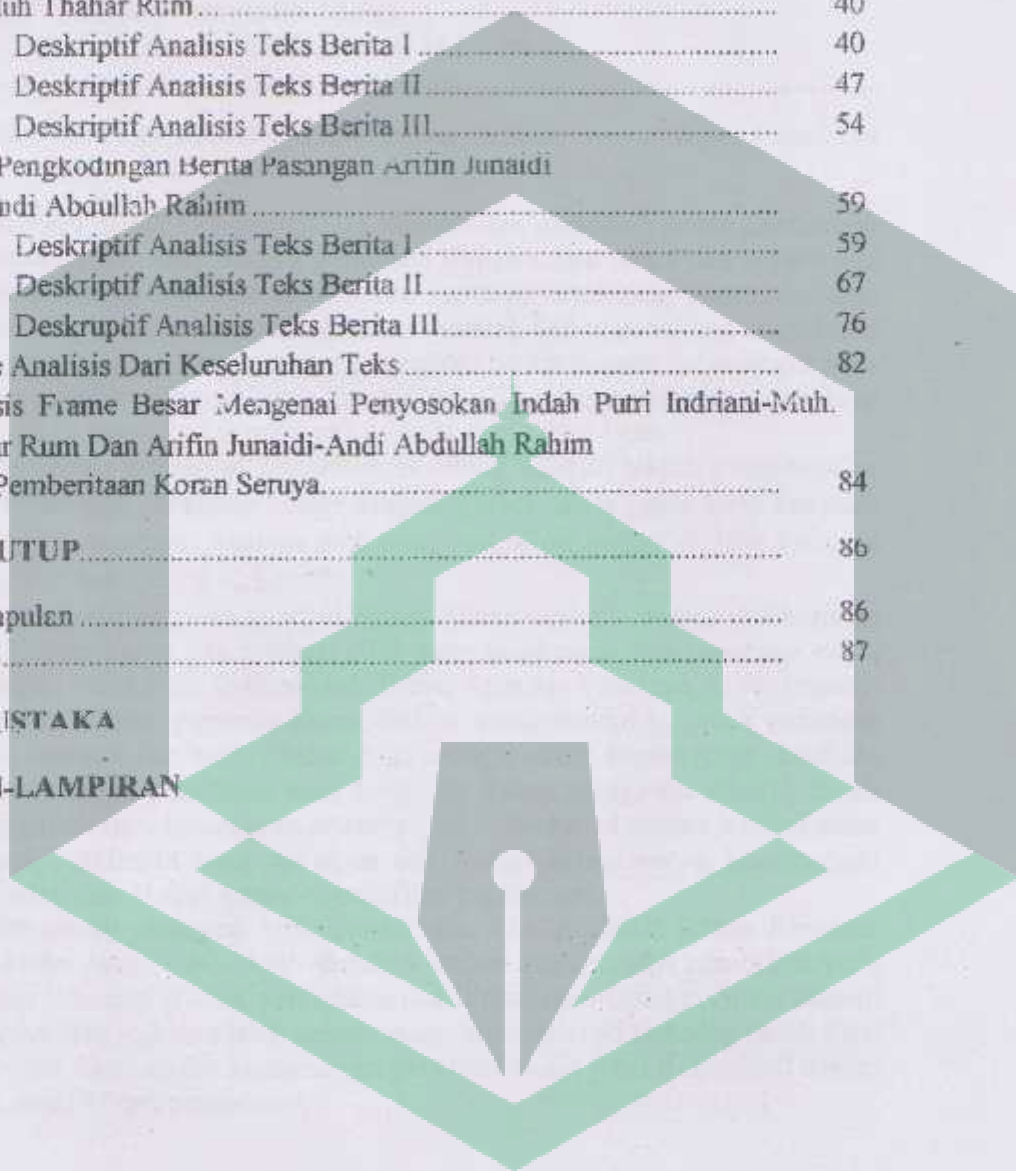 uh Thahar Rum ........ 40
Deskriptif Analisis Teks Berita I ........ 40
Deskriptif Analisis Teks Berita II ........ 47
Deskriptif Analisis Teks Berita III ........ 54
Pengkodingan Berita Pasangan Arifin Junaidi
ndi Abdullah Rahim ........ 59
Deskriptif Analisis Teks Berita I ........ 59
Deskriptif Analisis Teks Berita II ........ 67
Deskruptif Analisis Teks Berita III ........ 76
e Analisis Dari Keseluruhan Teks ........ 82
sis Frame Besar Mengenai Penyosokan Indah Putri Indriani-Muh.
ar Rum Dan Arifin Junaidi-Andi Abdullah Rahim
Pemberitaan Koran Seruya ........ 84
UTUP ........ 86
npulan ........ 86
........ 87
USTAKA
N-LAMPIRAN